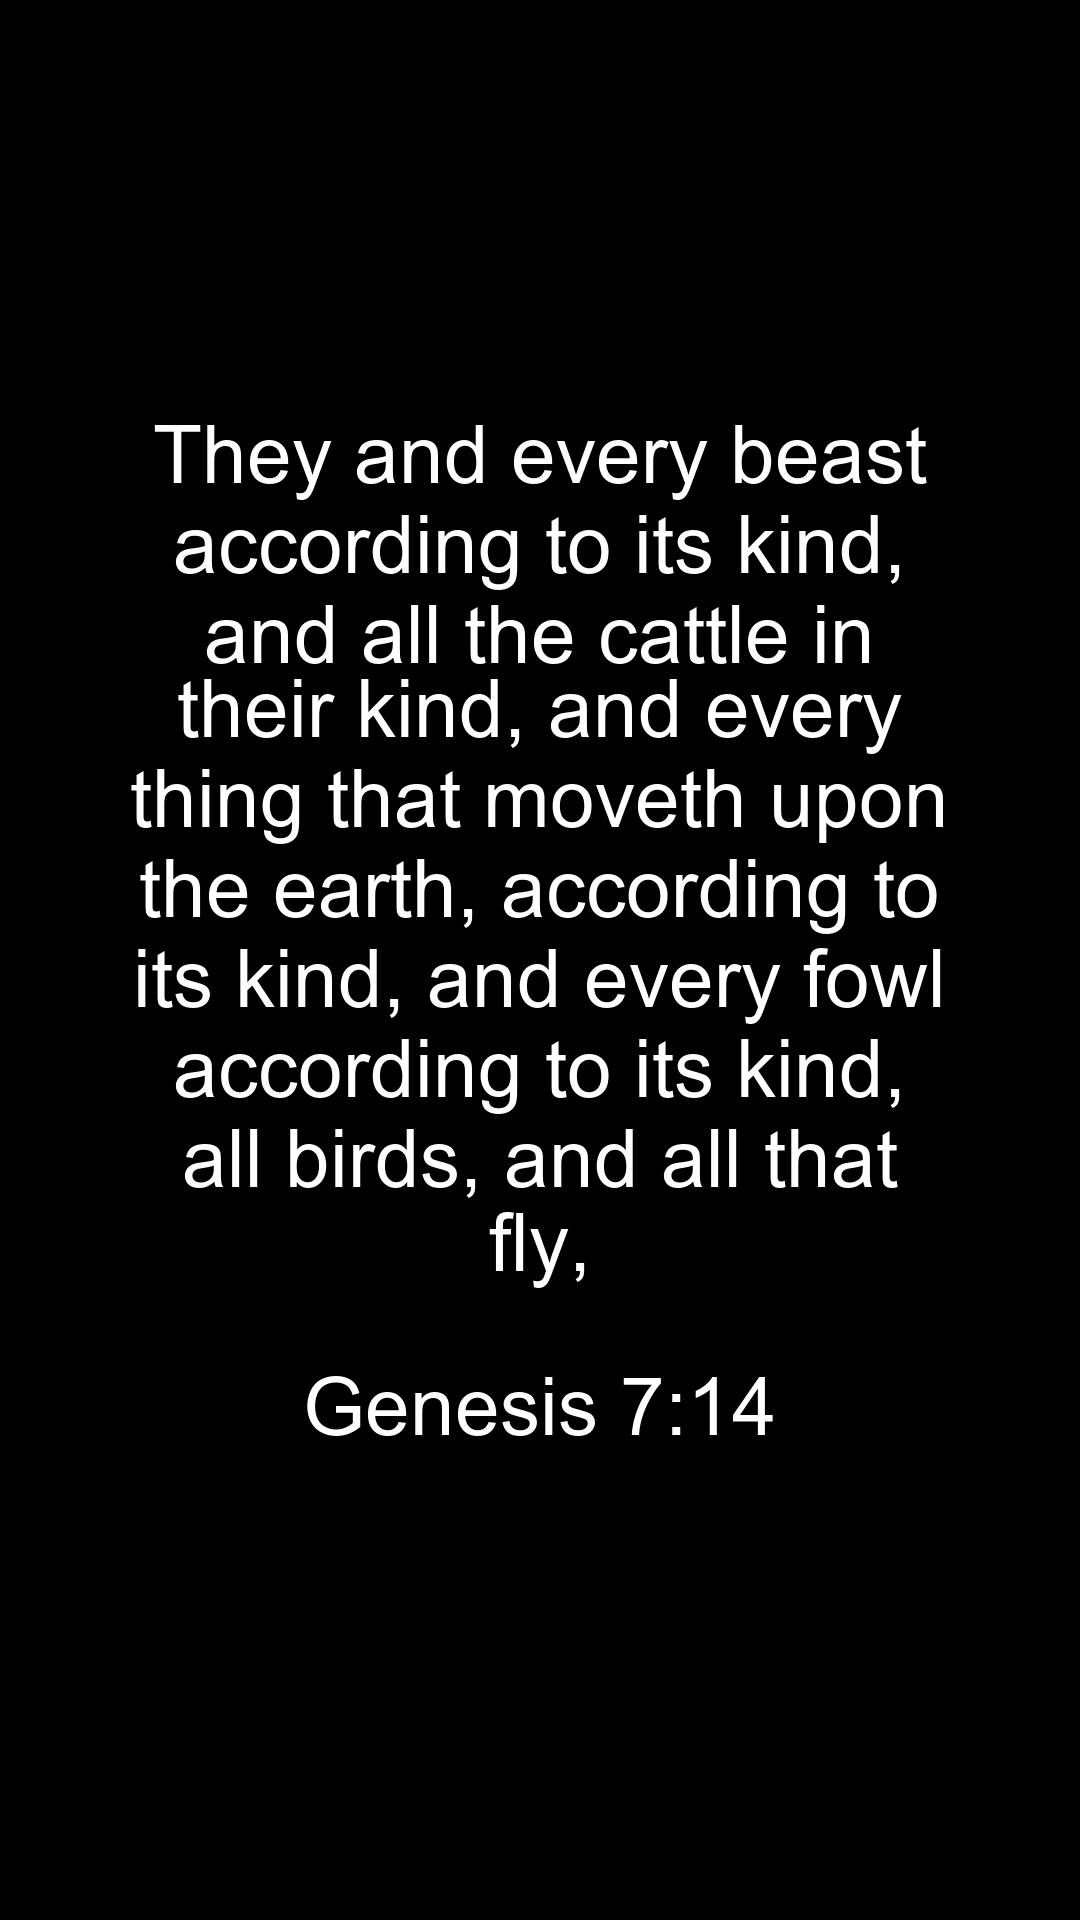 They and every beast
according to its kind,
and all the cattle in
their kind, and every
thing that moveth upon
the earth, according to
its kind, and every fowl
according to its kind,
all birds, and all that
fly,
Genesis 7:14